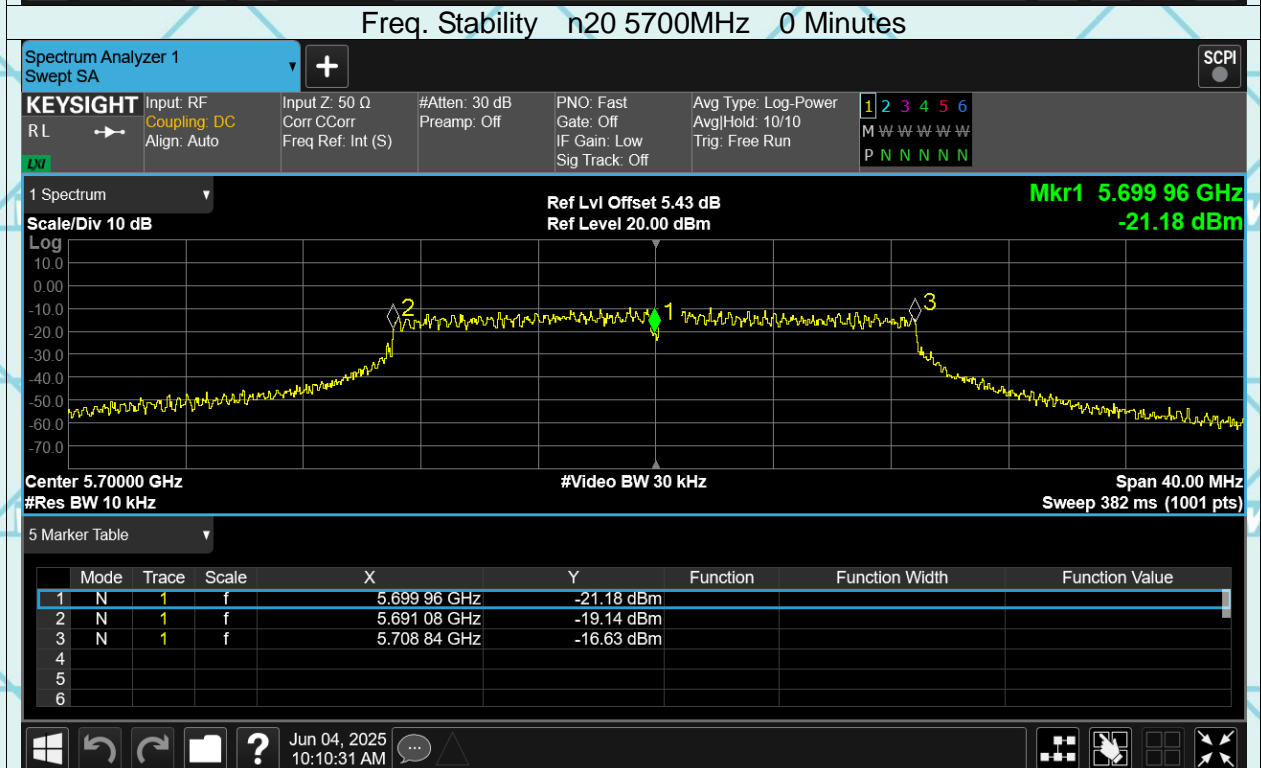 Freq. Stability n20 5700MHz 0 Minutes
Spectrum Analyzer 1
Swept SA
+
SCPI
KEYSIGHT Input: RF Input Z: 50 Ω #Atten: 30 dB PNO: Fast Avg Type: Log-Power 1 2 3 4 5 6
R L Coupling: DC Corr CCorr Preamp: Off Gate: Off Avg|Hold: 10/10 M W W W W W
Align: Auto Freq Ref: Int (S) IF Gain: Low Trig: Free Run P N N N N N
LXI Sig Track: Off
1 Spectrum Ref Lvl Offset 5.43 dB Mkr1 5.699 96 GHz
Scale/Div 10 dB Ref Level 20.00 dBm -21.18 dBm
Log
10.0
0.00
-10.0 2 1 3
-20.0
-30.0
-40.0
-50.0
-60.0
-70.0
Center 5.70000 GHz #Video BW 30 kHz Span 40.00 MHz
#Res BW 10 kHz Sweep 382 ms (1001 pts)
5 Marker Table
Mode Trace Scale X Y Function Function Width Function Value
1 N 1 f 5.699 96 GHz -21.18 dBm
2 N 1 f 5.691 08 GHz -19.14 dBm
3 N 1 f 5.708 84 GHz -16.63 dBm
4
5
6
? Jun 04, 2025
10:10:31 AM